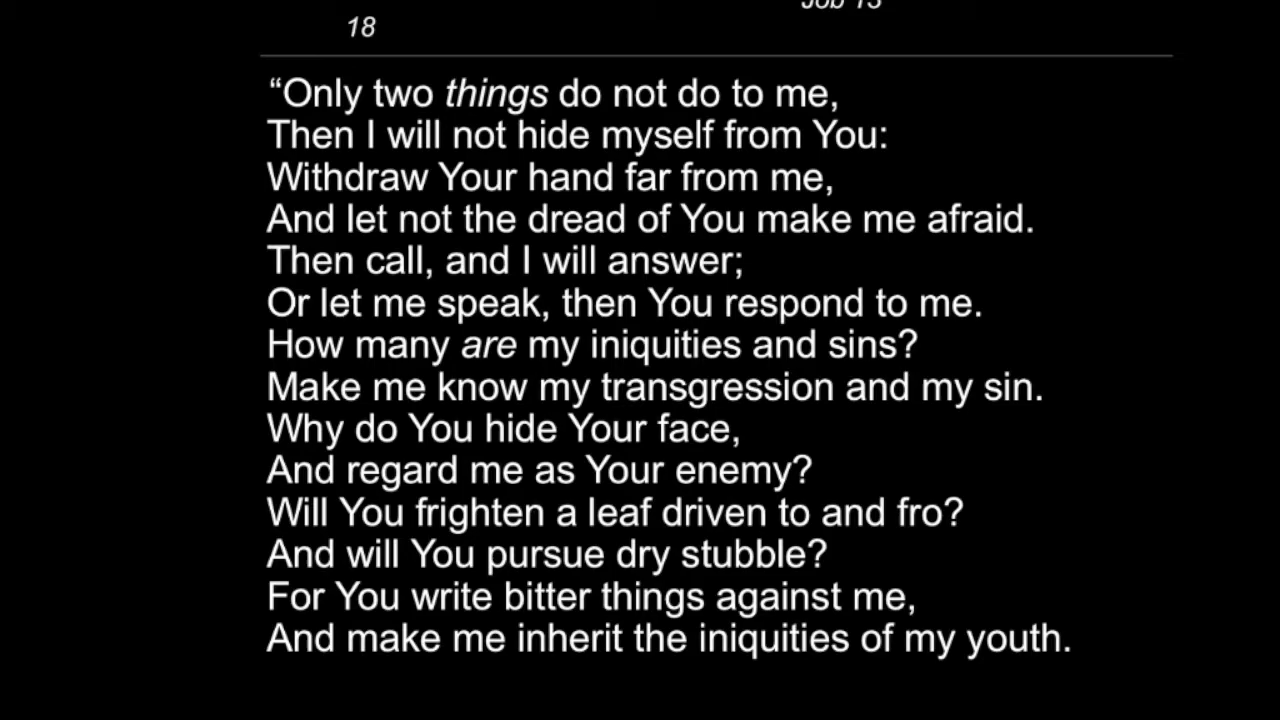 Job 13
18
“Only two things do not do to me,
Then I will not hide myself from You:
Withdraw Your hand far from me,
And let not the dread of You make me afraid.
Then call, and I will answer;
Or let me speak, then You respond to me.
How many are my iniquities and sins?
Make me know my transgression and my sin.
Why do You hide Your face,
And regard me as Your enemy?
Will You frighten a leaf driven to and fro?
And will You pursue dry stubble?
For You write bitter things against me,
And make me inherit the iniquities of my youth.